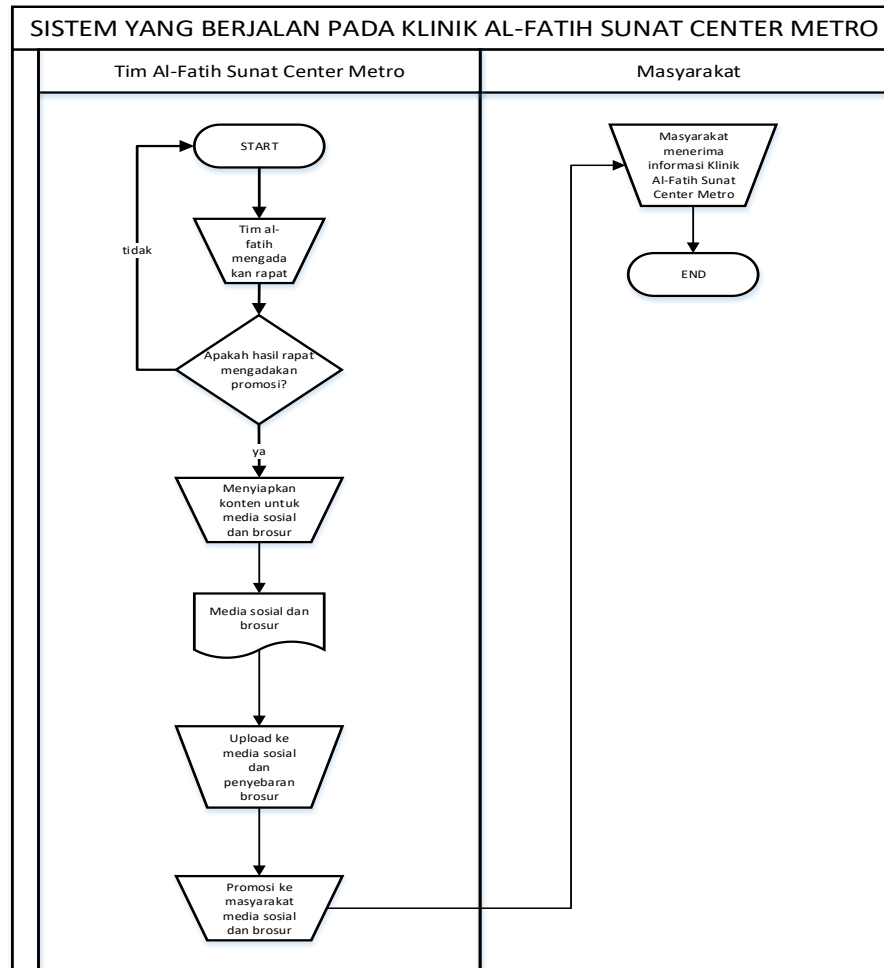 SISTEM YANG BERJALAN PADA KLINIK AL-FATIH SUNAT CENTER METRO
Tim Al-Fatih Sunat Center Metro
Masyarakat
START
Tim al-
fatih
mengada
kan rapat
tidak
Apakah hasil rapat
mengadakan
promosi?
ya
Menyiapkan
konten untuk
media sosial
dan brosur
Media sosial dan
brosur
Upload ke
media sosial
dan
penyebaran
brosur
Promosi ke
masyarakat
media sosial
dan brosur
Masyarakat
menerima
informasi Klinik
Al-Fatih Sunat
Center Metro
END